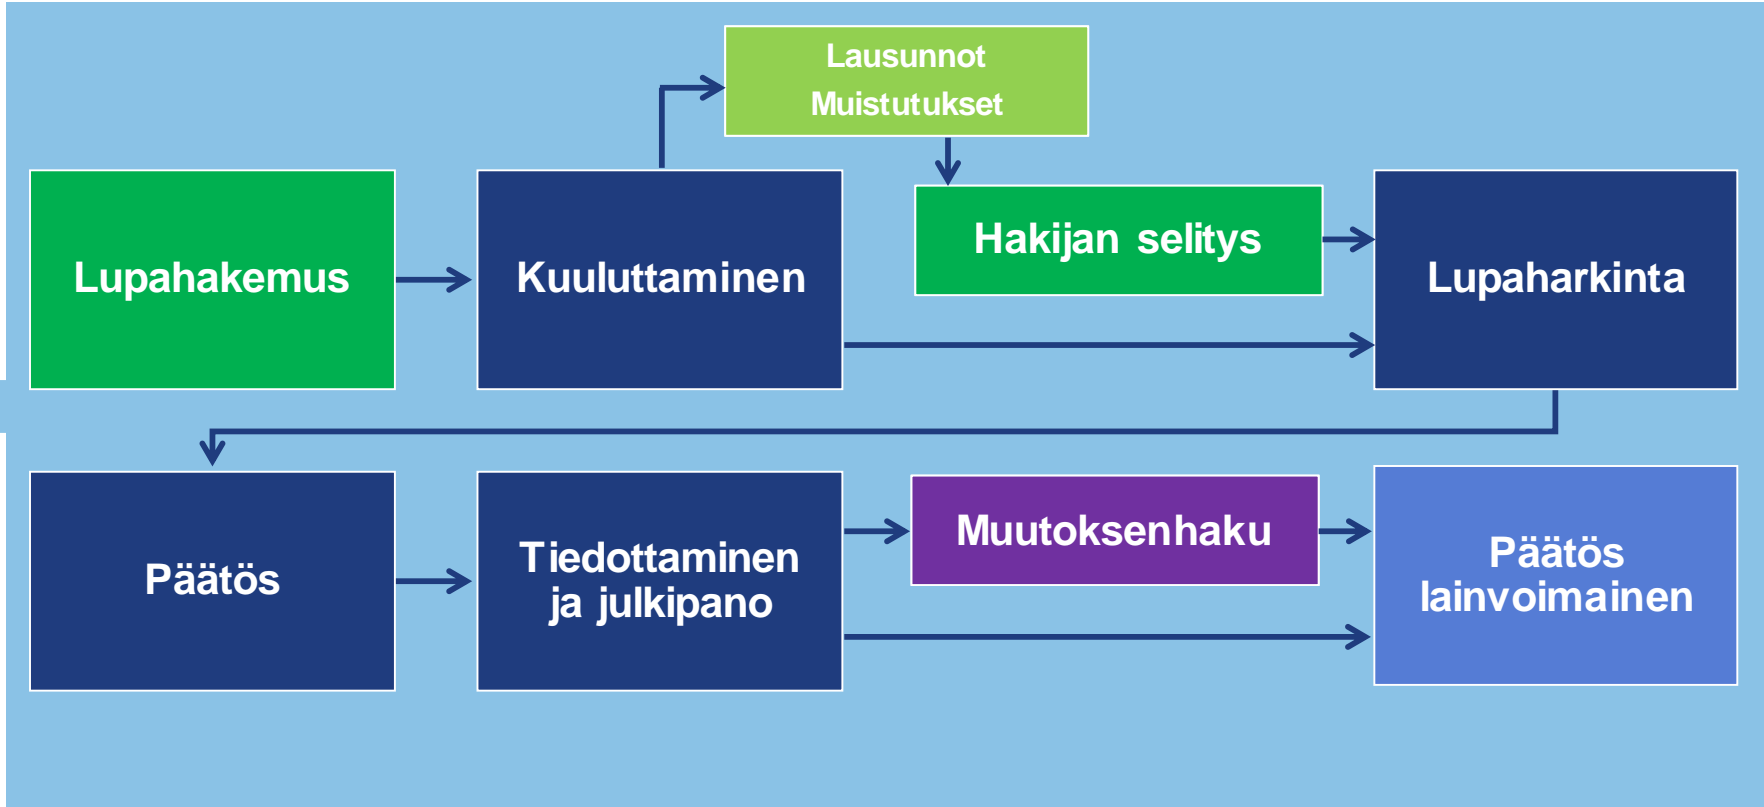 Lausunnot
Muistutukset
Lupahakemus
Kuuluttaminen
Hakijan selitys
Lupaharkinta
Päätös
Tiedottaminen
ja julkipano
Muutoksenhaku
Päätös
lainvoimainen